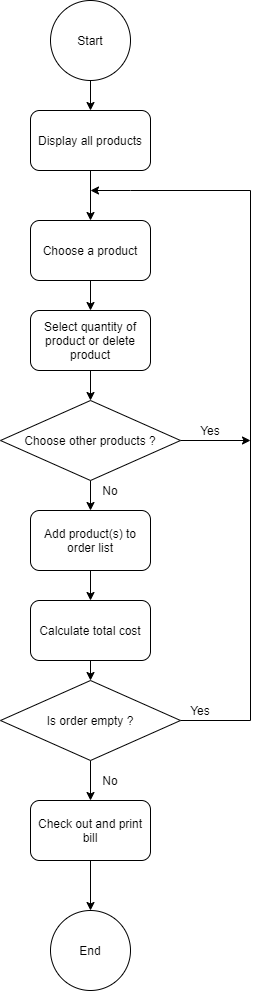 Start
Display all products
Choose a product
Select quantity of
product or delete
product
Choose other products ?
Yes
No
Add product(s) to
order list
Calculate total cost
Is order empty ?
Yes
No
Check out and print
bill
End